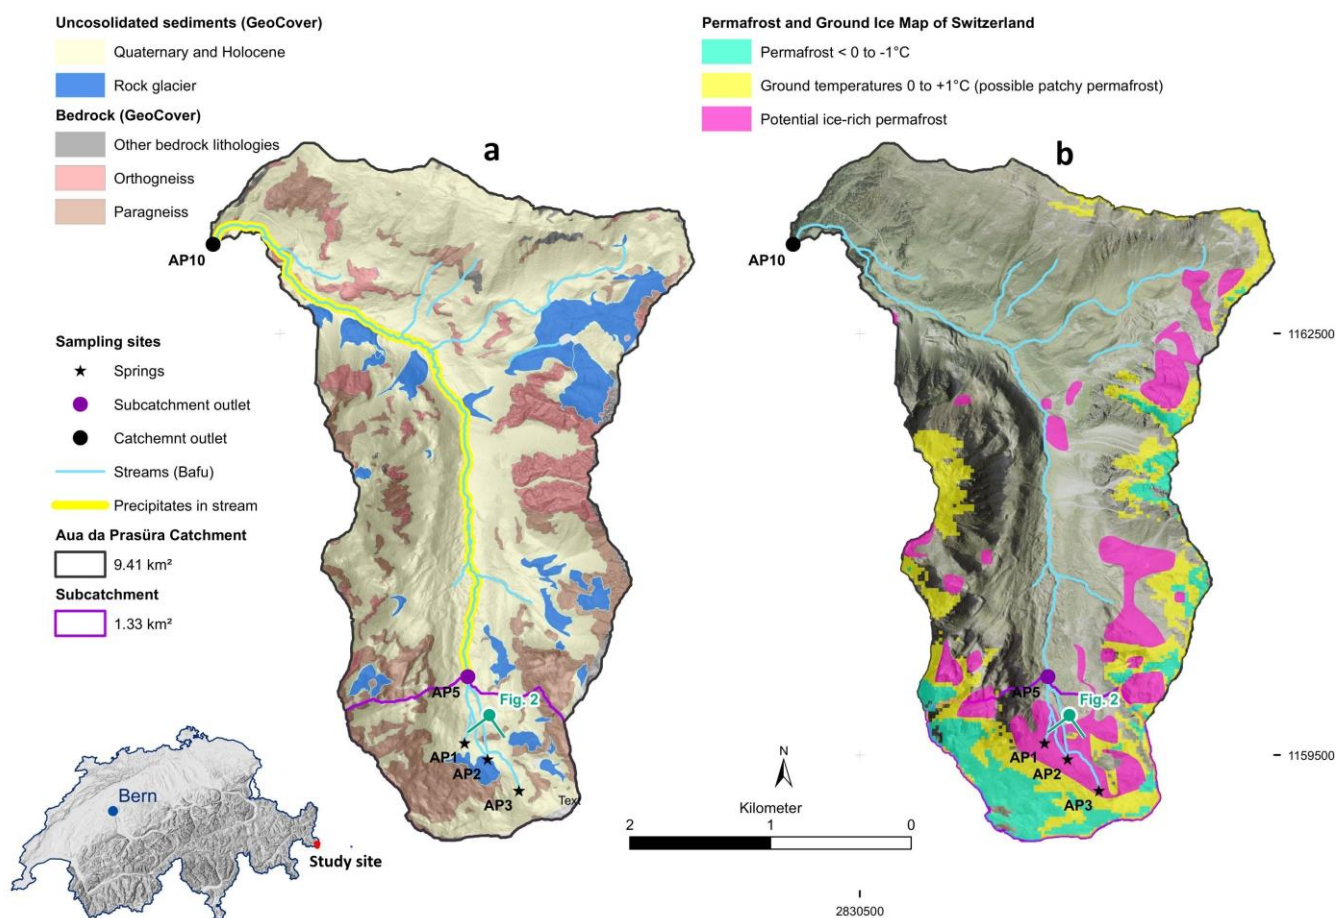 Uncosolidated sediments (GeoCover)
Quaternary and Holocene
Rock glacier
Bedrock (GeoCover)
Other bedrock lithologies
Orthogneiss
Paragneiss
Permafrost and Ground Ice Map of Switzerland
Permafrost < 0 to -1°C
Ground temperatures 0 to +1°C (possible patchy permafrost)
Potential ice-rich permafrost
a
b
AP10
AP10
1162500
Sampling sites
Springs
Subcatchment outlet
Catchemnt outlet
Streams (Bafu)
Precipitates in stream
Aua da Prasüra Catchment
9.41 km²
Subcatchment
1.33 km²
AP5
Fig. 2
AP1
AP2
AP3
Text
AP5
Fig. 2
AP1
AP2
AP3
1159500
N
Kilometer
2
1
0
Bern
Study site
2830500